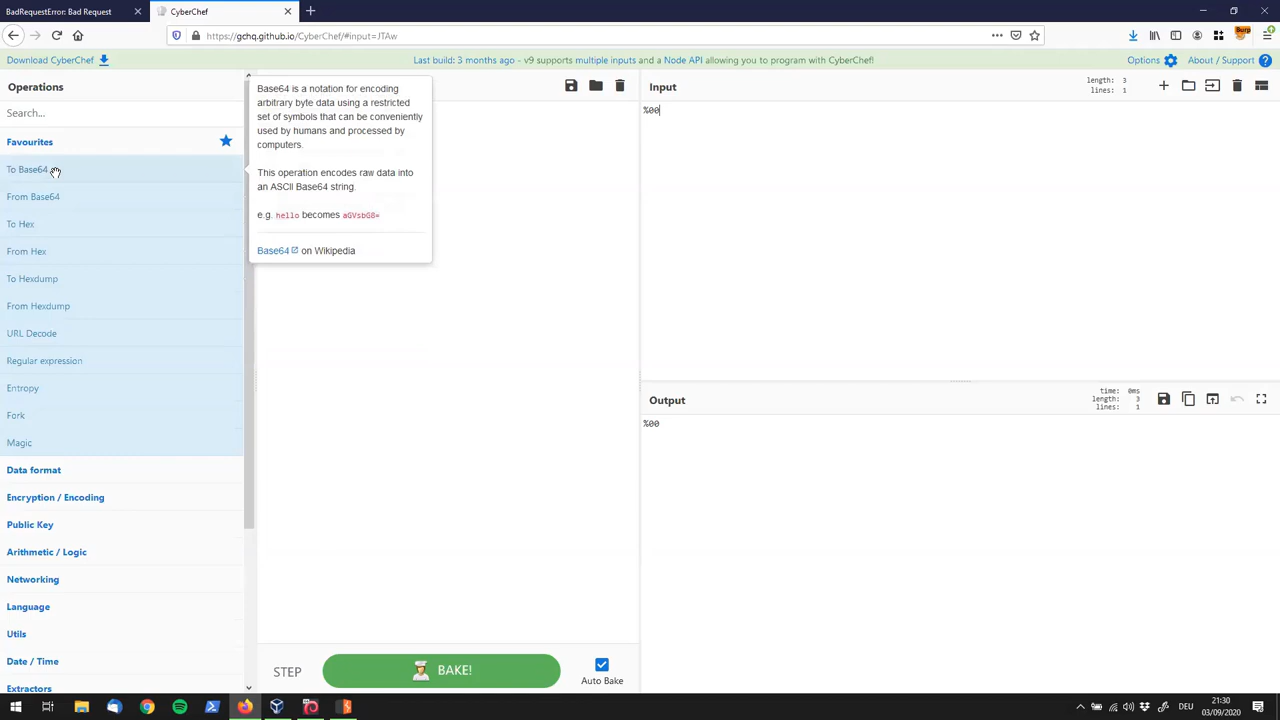 BadRequestError: Bad Request
CyberChef
https://gchq.github.io/CyberChef/#input=JTAw
Burp
Download CyberChef
Last build: 3 months ago - v9 supports multiple inputs and a Node API allowing you to program with CyberChef!
Options
About / Support
Operations
Search...
Favourites
To Base64
From Base64
To Hex
From Hex
To Hexdump
From Hexdump
URL Decode
Regular expression
Entropy
Fork
Magic
Data format
Encryption / Encoding
Public Key
Arithmetic / Logic
Networking
Language
Utils
Date / Time
Extractors
Base64 is a notation for encoding
arbitrary byte data using a restricted
set of symbols that can be conveniently
used by humans and processed by
computers.
This operation encodes raw data into
an ASCII Base64 string.
e.g. hello becomes aGVsbG8=
Base64 on Wikipedia
STEP
BAKE!
Auto Bake
Input
length: 3
lines: 1
%00
Output
time: 0ms
length: 3
lines: 1
%00
DEU
21:30
03/09/2020